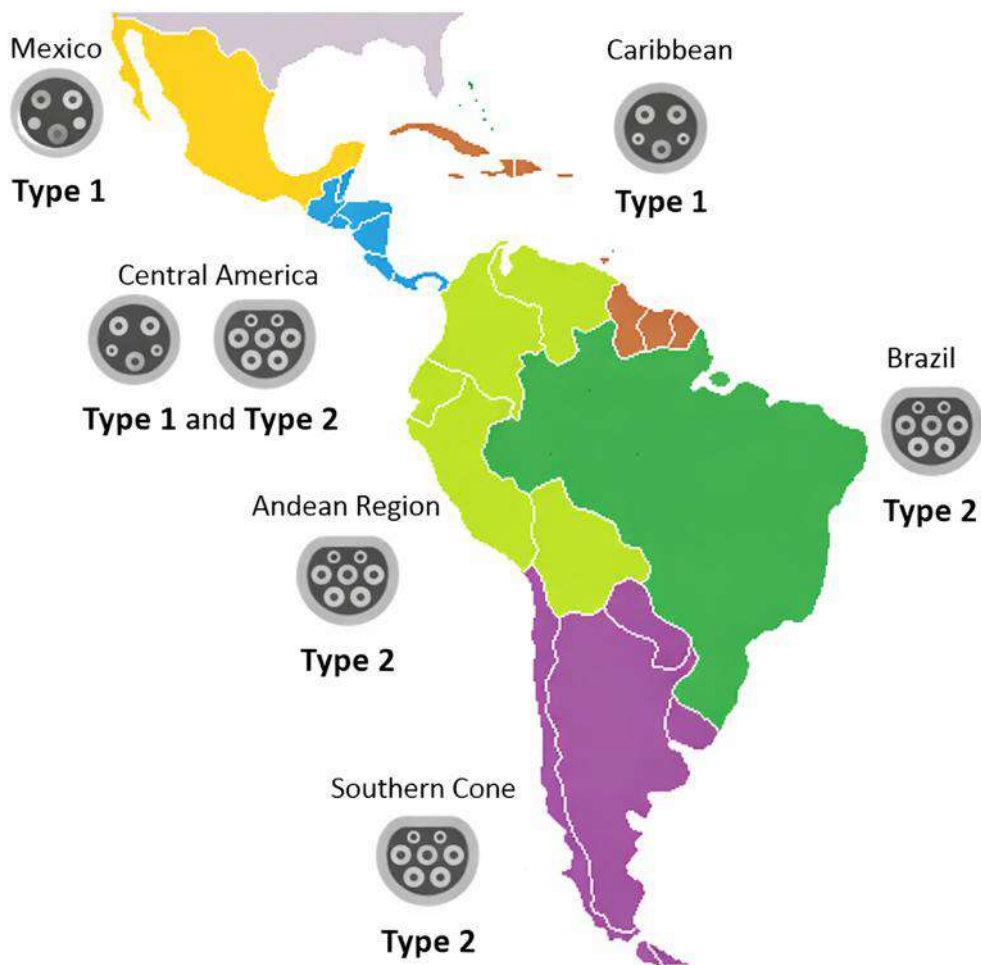 Mexico
Type 1
Caribbean
Type 1
Central America
Type 1 and Type 2
Brazil
Type 2
Andean Region
Type 2
Southern Cone
Type 2